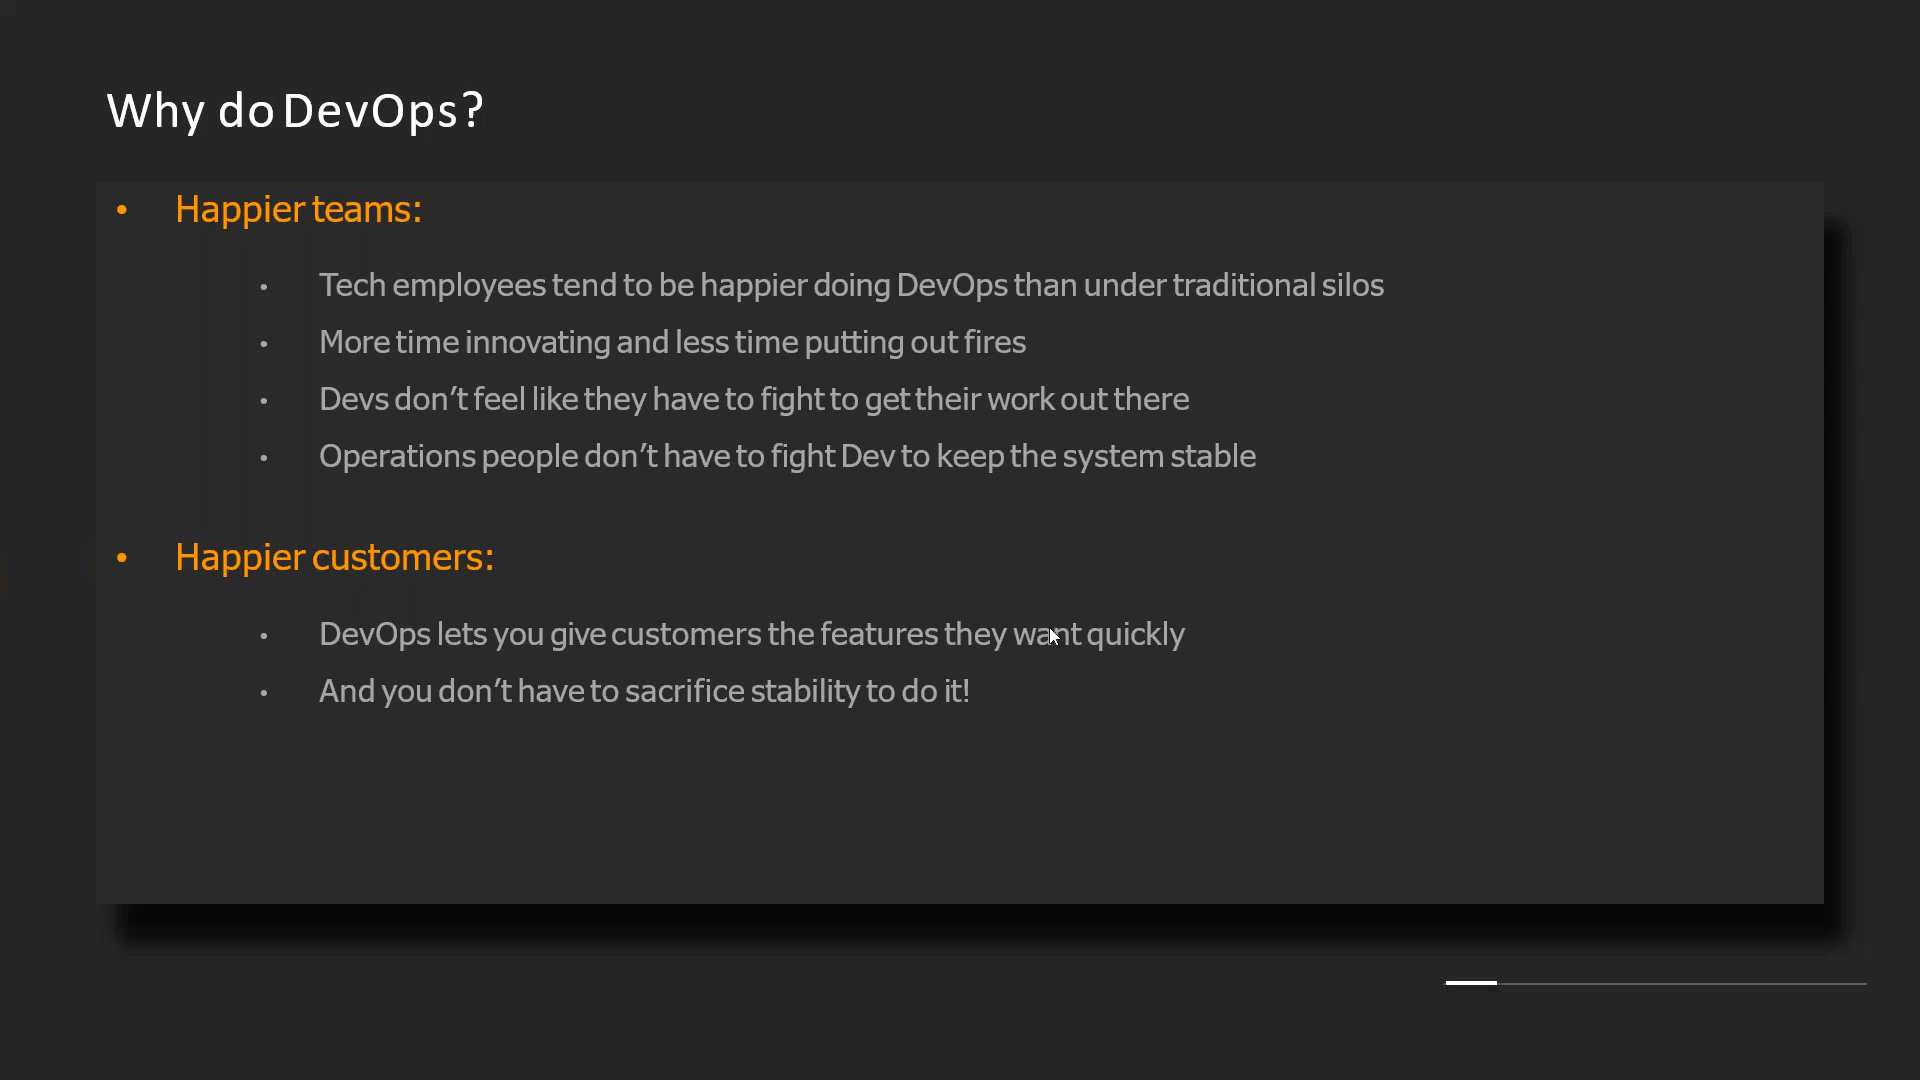 Why do DevOps?
• Happier teams:
• Tech employees tend to be happier doing DevOps than under traditional silos
• More time innovating and less time putting out fires
• Devs don’t feel like they have to fight to get their work out there
• Operations people don’t have to fight Dev to keep the system stable
• Happier customers:
• DevOps lets you give customers the features they want quickly
• And you don’t have to sacrifice stability to do it!